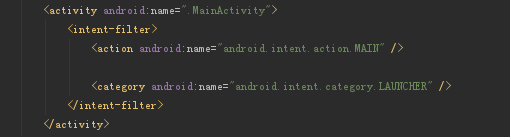 <activity android:name=".MainActivity">
<intent-filter>
<action android:name="android.intent.action.MAIN" />
<category android:name="android.intent.category.LAUNCHER" />
</intent-filter>
</activity>